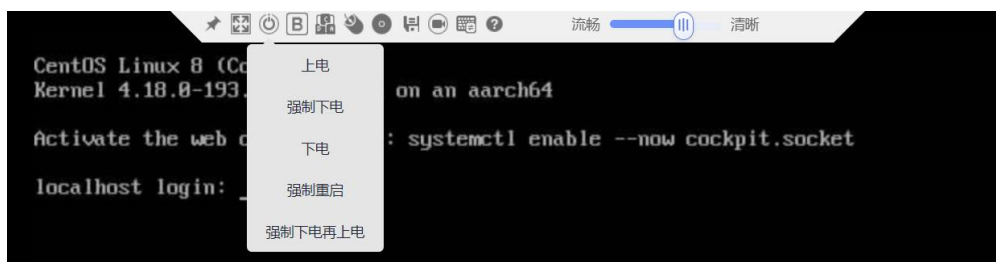 B
流畅
清晰
CentOS Linux 8 (Co
上电
Kernel 4.18.0-193.
on an aarch64
强制下电
Activate the web c
下电
: systemctl enable --now cockpit.socket
localhost login: _
强制重启
强制下电再上电